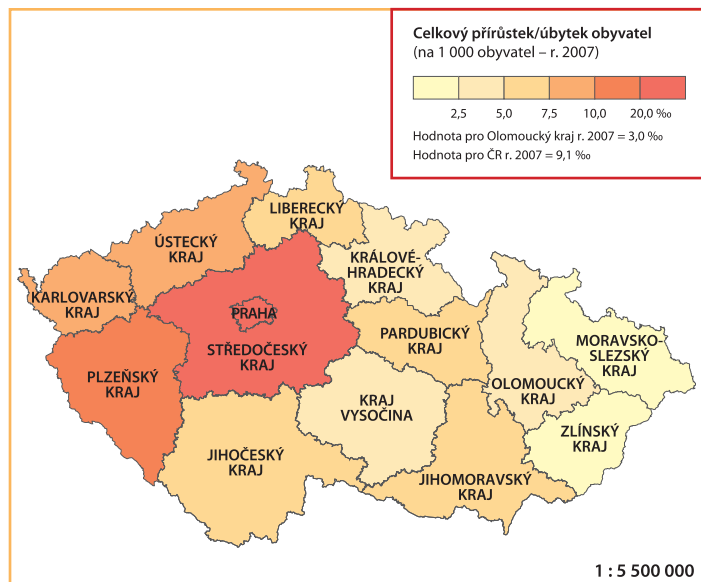 Celkový přírůstek/úbytek obyvatel
(na 1 000 obyvatel – r. 2007)
2,5 5,0 7,5 10,0 20,0 ‰
Hodnota pro Olomoucký kraj r. 2007 = 3,0 ‰
Hodnota pro ČR r. 2007 = 9,1 ‰
LIBERECKÝ
KRAJ
ÚSTECKÝ
KRAJ
KRÁLOVÉ-
HRADECKÝ
KRAJ
KARLOVARSKÝ
KRAJ
PRAHA
STŘEDOČESKÝ
KRAJ
PARDUBICKÝ
KRAJ
MORAVSKO-
SLEZSKÝ
KRAJ
PLZEŇSKÝ
KRAJ
OLOMOUCKÝ
KRAJ
KRAJ
VYSOČINA
ZLÍNSKÝ
KRAJ
JIHOČESKÝ
KRAJ
JIHOMORAVSKÝ
KRAJ
1 : 5 500 000